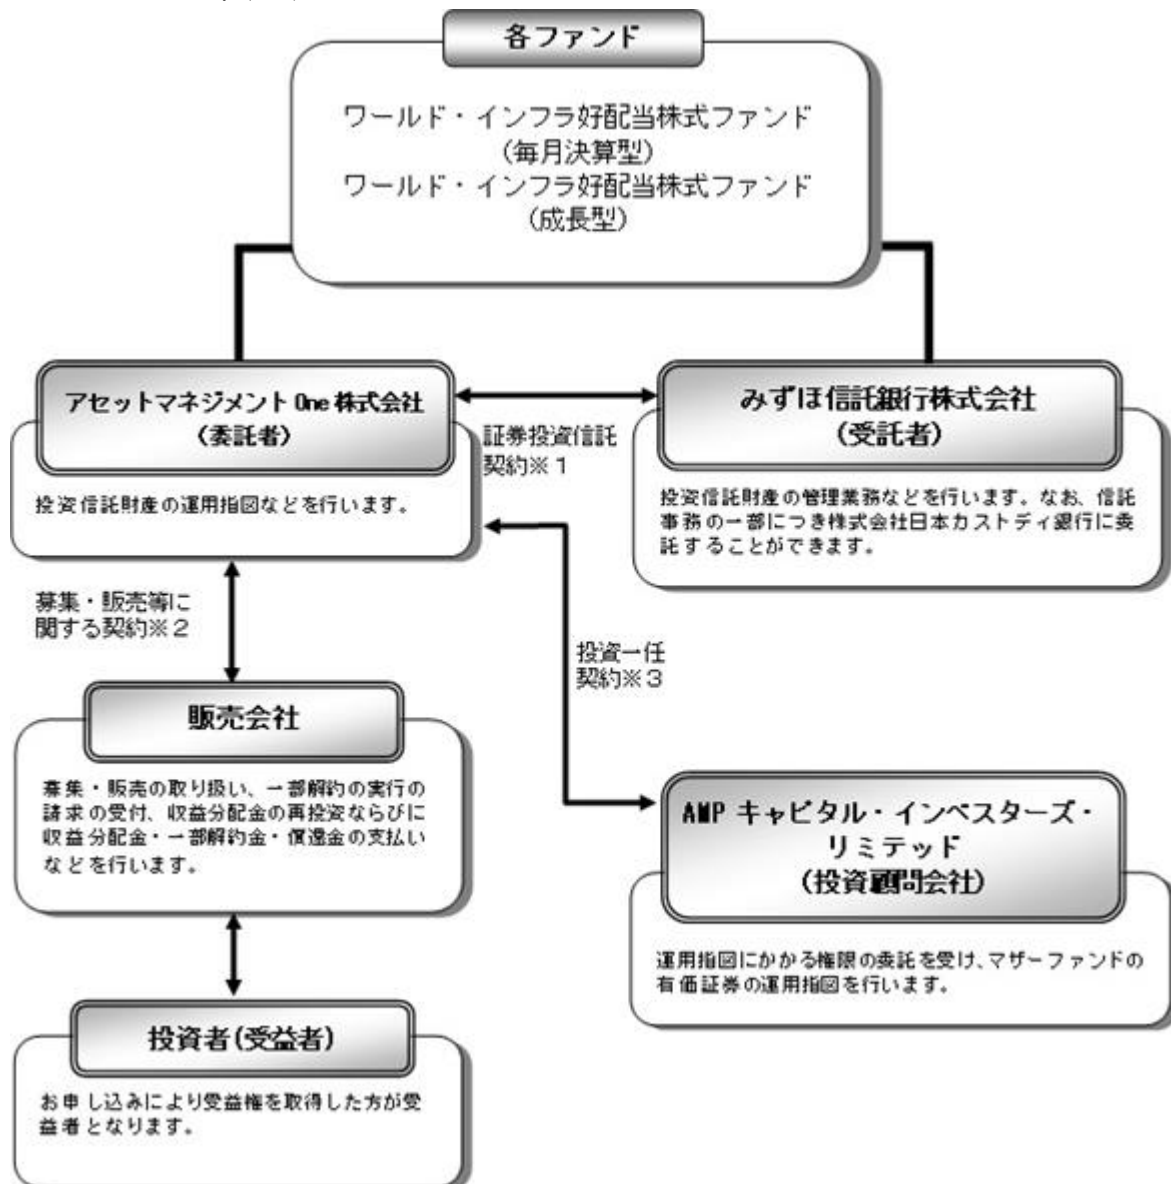 各ファンド
ワールド・インフラ好配当株式ファンド
(毎月決算型)
ワールド・インフラ好配当株式ファンド
(成長型)
アセットマネジメント One 株式会社
(委託者)
投資信託財産の運用指図などを行います。
証券投資信託
契約※1
みずほ信託銀行株式会社
(受託者)
投資信託財産の管理業務などを行います。なお、信託
事務の一部につき株式会社日本カストディ銀行に委
託することができます。
募集・販売等に
関する契約※2
投資一任
契約※3
販売会社
募集・販売の取り扱い、一部解約の実行の
請求の受付、収益分配金の再投資ならびに
収益分配金・一部解約金・償還金の支払い
などを行います。
AMP キャピタル・インベスターズ・
リミテッド
(投資顧問会社)
運用指図にかかる権限の委託を受け、マザーファンドの
有価証券の運用指図を行います。
投資者(受益者)
お申し込みにより受益権を取得した方が受
益者となります。